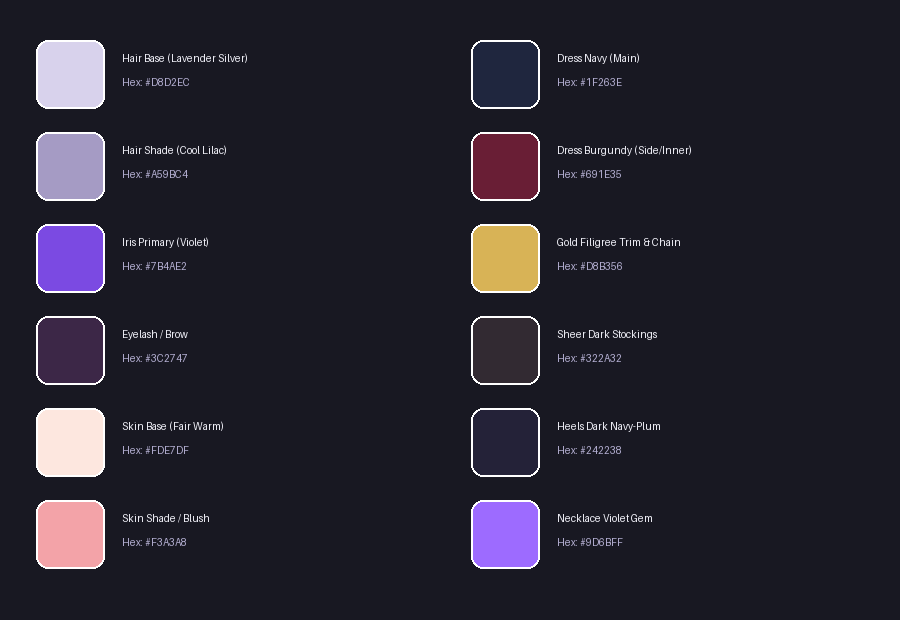 Hair Base (Lavender Silver)
Hex: #D8D2EC
Hair Shade (Cool Lilac)
Hex: #A59BC4
Iris Primary (Violet)
Hex: #7B4AE2
Eyelash / Brow
Hex: #3C2747
Skin Base (Fair Warm)
Hex: #FDE7DF
Skin Shade / Blush
Hex: #F3A3A8
Dress Navy (Main)
Hex: #1F263E
Dress Burgundy (Side/Inner)
Hex: #691E35
Gold Filigree Trim & Chain
Hex: #D8B356
Sheer Dark Stockings
Hex: #322A32
Heels Dark Navy-Plum
Hex: #242238
Necklace Violet Gem
Hex: #9D6BFF